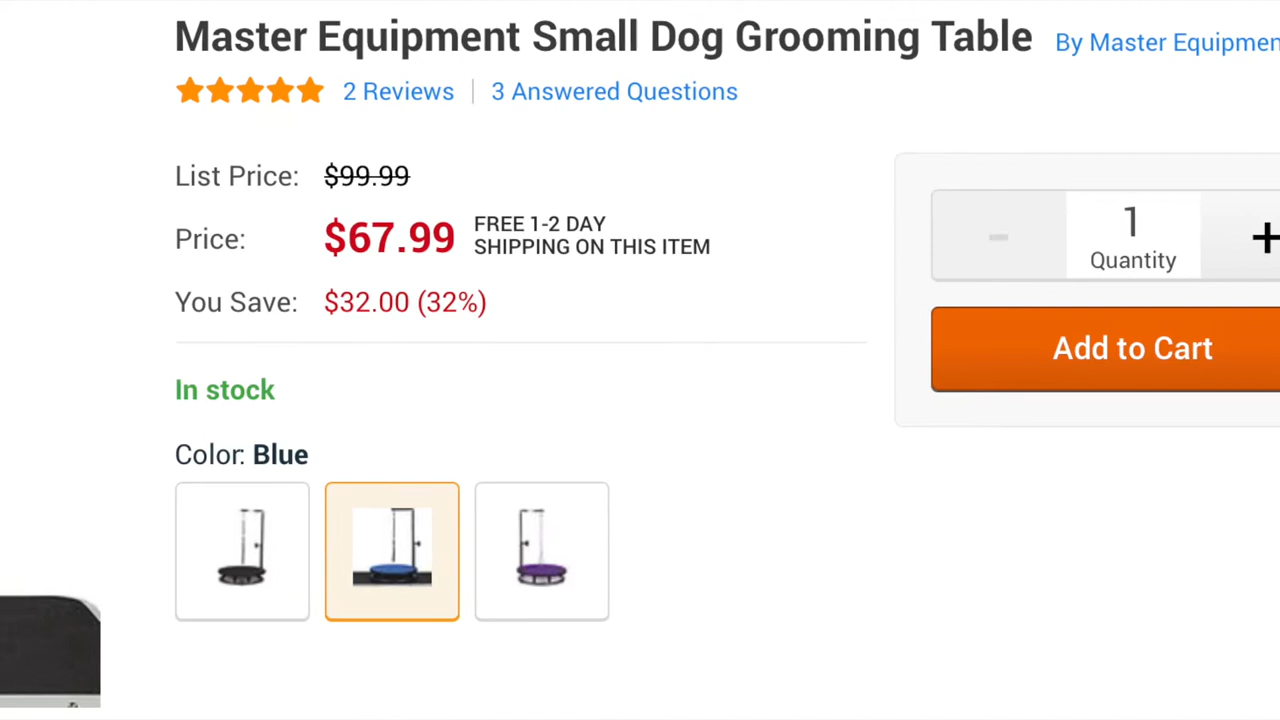 Master Equipment Small Dog Grooming Table By Master Equipmen
2 Reviews 3 Answered Questions
List Price: $99.99
Price: $67.99 FREE 1-2 DAY
SHIPPING ON THIS ITEM
You Save: $32.00 (32%)
In stock
Color: Blue
- 1 +
Quantity
Add to Cart